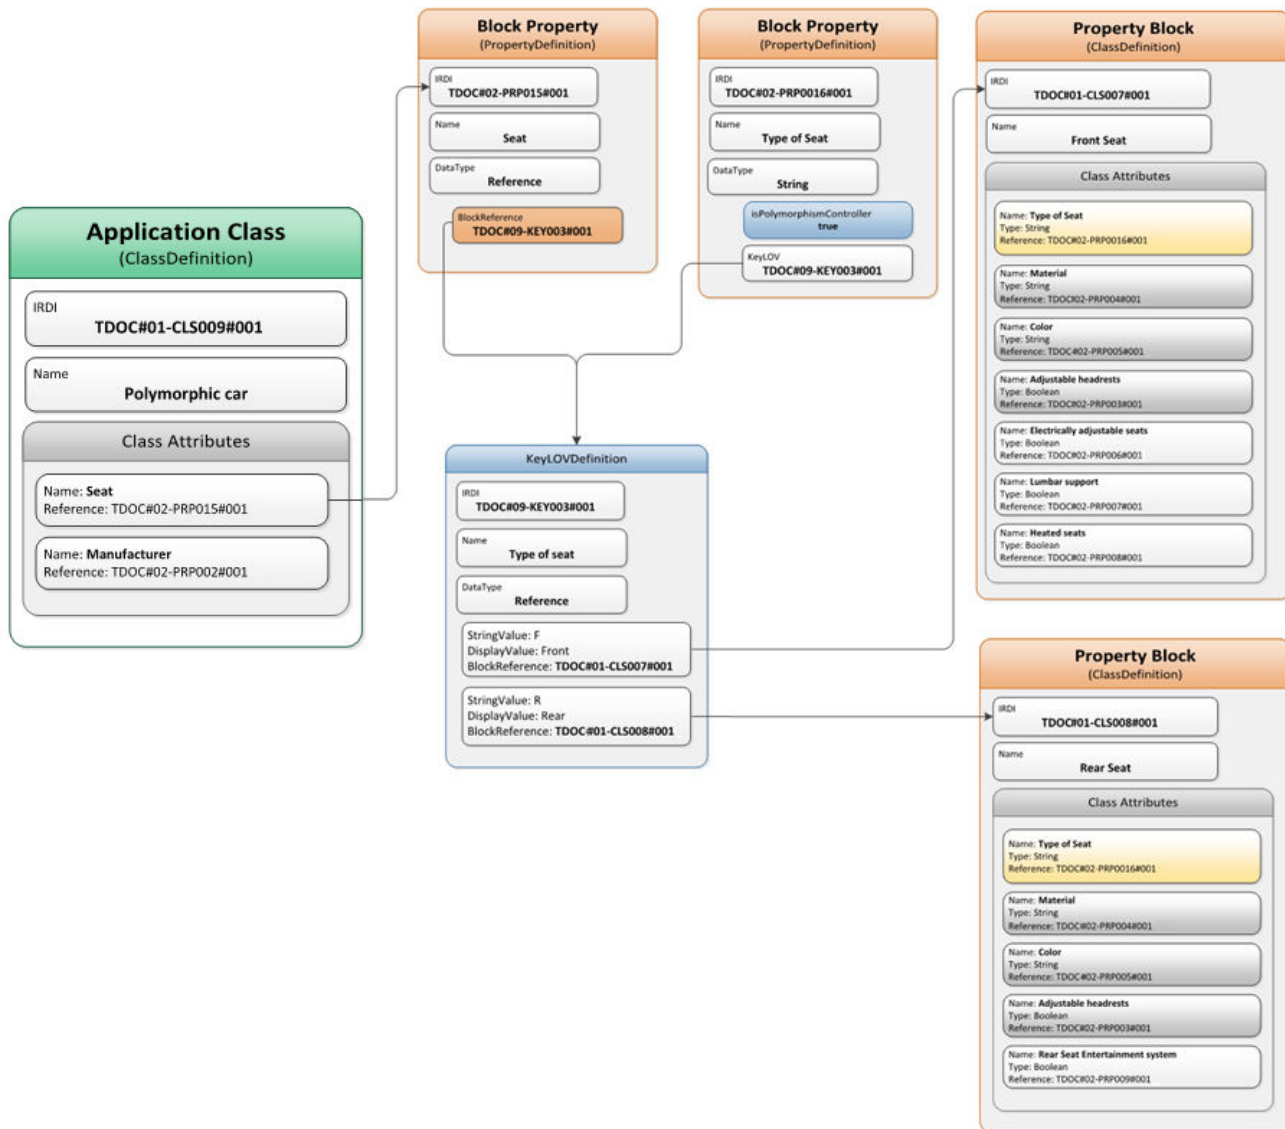 Application Class
(ClassDefinition)
IRDI
TDOC#01-CLS009#001
Name
Polymorphic car
Class Attributes
Name: Seat
Reference: TDOC#02-PRP015#001
Name: Manufacturer
Reference: TDOC#02-PRP002#001
Block Property
(PropertyDefinition)
IRDI
TDOC#02-PRP015#001
Name
Seat
DataType
Reference
BlockReference
TDOC#09-KEY003#001
Block Property
(PropertyDefinition)
IRDI
TDOC#02-PRP0016#001
Name
Type of Seat
DataType
String
isPolymorphismController
true
KeyLOV
TDOC#09-KEY003#001
KeyLOVDefinition
IRDI
TDOC#09-KEY003#001
Name
Type of seat
DataType
Reference
StringValue: F
DisplayValue: Front
BlockReference: TDOC#01-CLS007#001
StringValue: R
DisplayValue: Rear
BlockReference: TDOC#01-CLS008#001
Property Block
(ClassDefinition)
IRDI
TDOC#01-CLS007#001
Name
Front Seat
Class Attributes
Name: Type of Seat
Type: String
Reference: TDOC#02-PRP0016#001
Name: Material
Type: String
Reference: TDOC#02-PRP004#001
Name: Color
Type: String
Reference: TDOC#02-PRP005#001
Name: Adjustable headrests
Type: Boolean
Reference: TDOC#02-PRP003#001
Name: Electrically adjustable seats
Type: Boolean
Reference: TDOC#02-PRP006#001
Name: Lumbar support
Type: Boolean
Reference: TDOC#02-PRP007#001
Name: Heated seats
Type: Boolean
Reference: TDOC#02-PRP008#001
Property Block
(ClassDefinition)
IRDI
TDOC#01-CLS008#001
Name
Rear Seat
Class Attributes
Name: Type of Seat
Type: String
Reference: TDOC#02-PRP0016#001
Name: Material
Type: String
Reference: TDOC#02-PRP004#001
Name: Color
Type: String
Reference: TDOC#02-PRP005#001
Name: Adjustable headrests
Type: Boolean
Reference: TDOC#02-PRP003#001
Name: Rear Seat Entertainment system
Type: Boolean
Reference: TDOC#02-PRP009#001